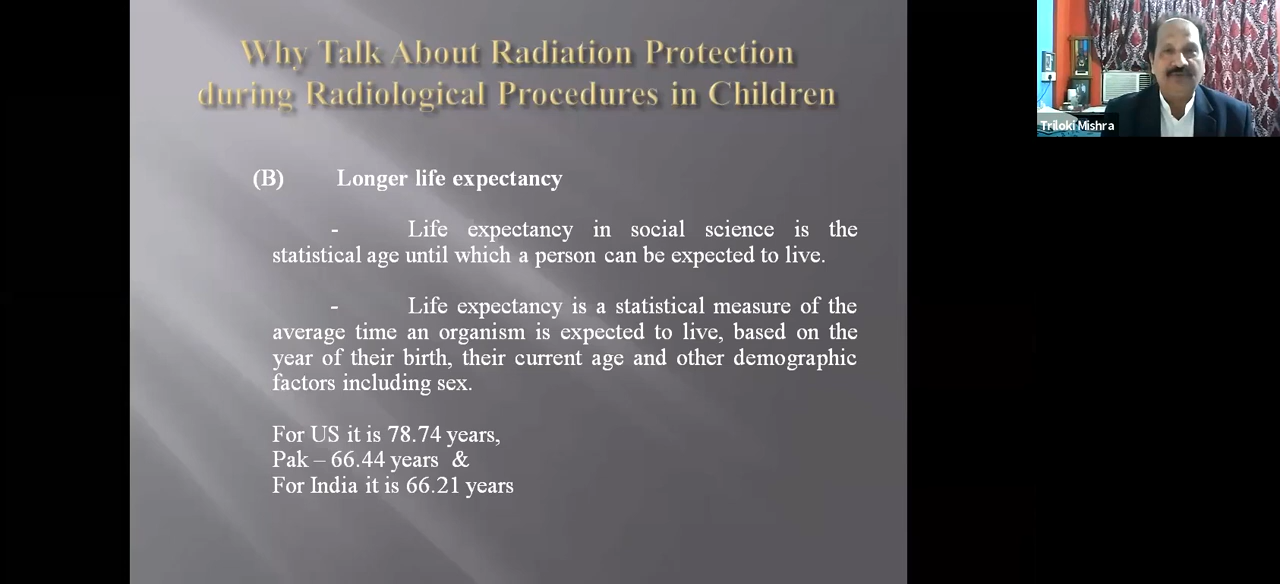 Why Talk About Radiation Protection
during Radiological Procedures in Children
Triloki Mishra
(B) Longer life expectancy
- Life expectancy in social science is the
statistical age until which a person can be expected to live.
- Life expectancy is a statistical measure of the
average time an organism is expected to live, based on the
year of their birth, their current age and other demographic
factors including sex.
For US it is 78.74 years,
Pak – 66.44 years &
For India it is 66.21 years